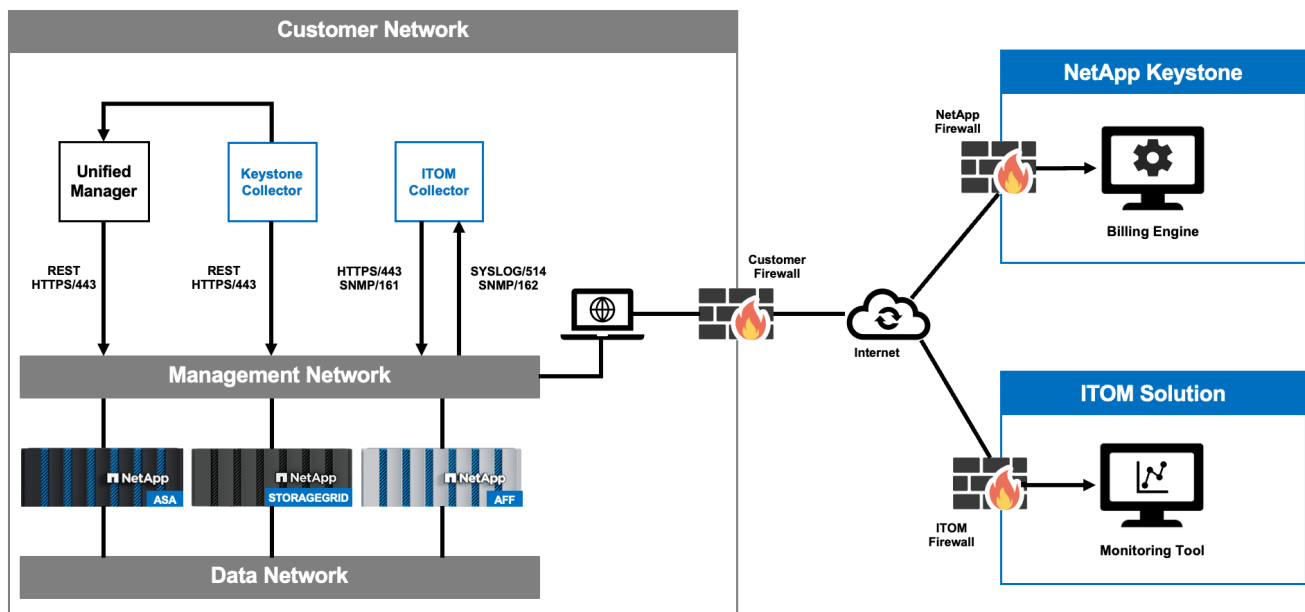 Customer Network
Unified
Manager
Keystone
Collector
ITOM
Collector
REST
HTTPS/443
REST
HTTPS/443
HTTPS/443
SNMP/161
SYSLOG/514
SNMP/162
Management Network
NetApp
ASA
NetApp
STORAGEGRID
NetApp
AFF
Data Network
Customer
Firewall
Internet
NetApp
Firewall
NetApp Keystone
Billing Engine
ITOM Solution
ITOM
Firewall
Monitoring Tool